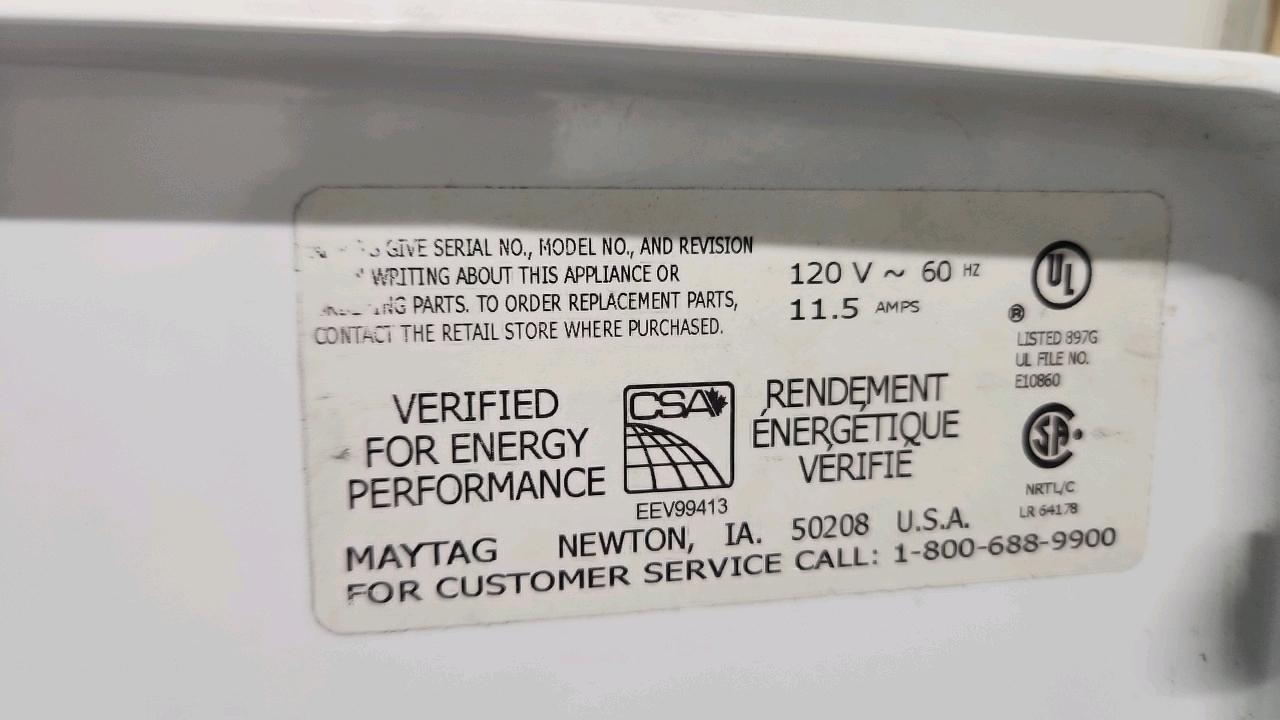 GIVE SERIAL NO., MODEL NO., AND REVISION
WRITING ABOUT THIS APPLIANCE OR
PARTS. TO ORDER REPLACEMENT PARTS,
CONTACT THE RETAIL STORE WHERE PURCHASED.
120 V ~ 60 HZ
11.5 AMPS
UL
®
LISTED 897G
UL FILE NO.
E10860
VERIFIED
FOR ENERGY
PERFORMANCE
CSA
EEV99413
RENDEMENT
ÉNERGÉTIQUE
VÉRIFIÉ
SA
NRTL/C
LR 64178
MAYTAG NEWTON, IA. 50208 U.S.A.
FOR CUSTOMER SERVICE CALL: 1-800-688-9900